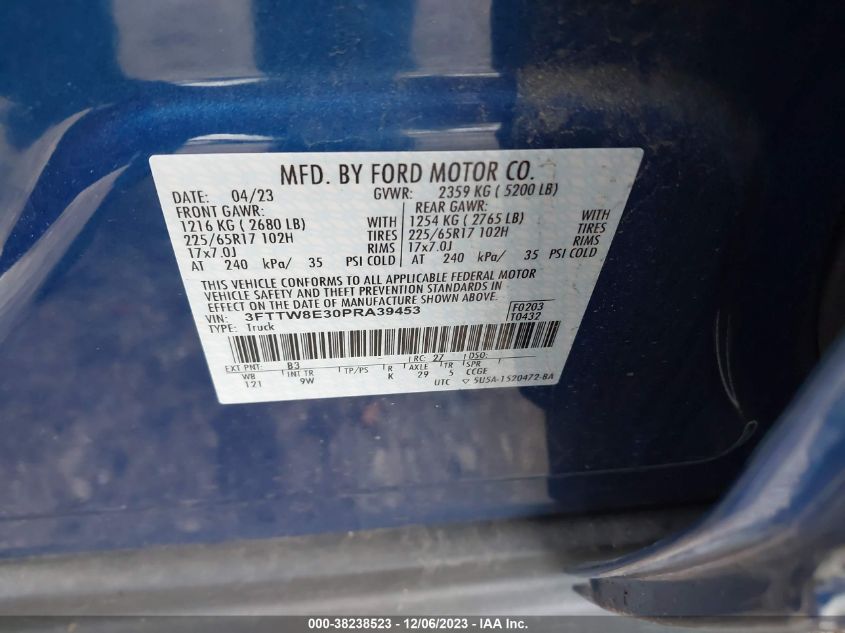 MFD. BY FORD MOTOR CO.
DATE: 04/23 GVWR: 2359 KG ( 5200 LB)
FRONT GAWR: REAR GAWR:
1216 KG ( 2680 LB) WITH 1254 KG ( 2765 LB) WITH
225/65R17 102H TIRES 225/65R17 102H TIRES
17x7.0J RIMS 17x7.0J RIMS
AT 240 kPa/ 35 PSI COLD AT 240 kPa/ 35 PSI COLD
THIS VEHICLE CONFORMS TO ALL APPLICABLE FEDERAL MOTOR
VEHICLE SAFETY AND THEFT PREVENTION STANDARDS IN
EFFECT ON THE DATE OF MANUFACTURE SHOWN ABOVE.
VIN: 3FTTW8E30PRA39453 F0203
TYPE: Truck T0432
EXT PNT: B3 RC: 27 DSO:
WB INT TR TP/PS R AXLE TR SPR
121 9W K 29 5 CCGE
UTC 5U5A-1520472-BA
000-38238523 - 12/06/2023 - IAA Inc.